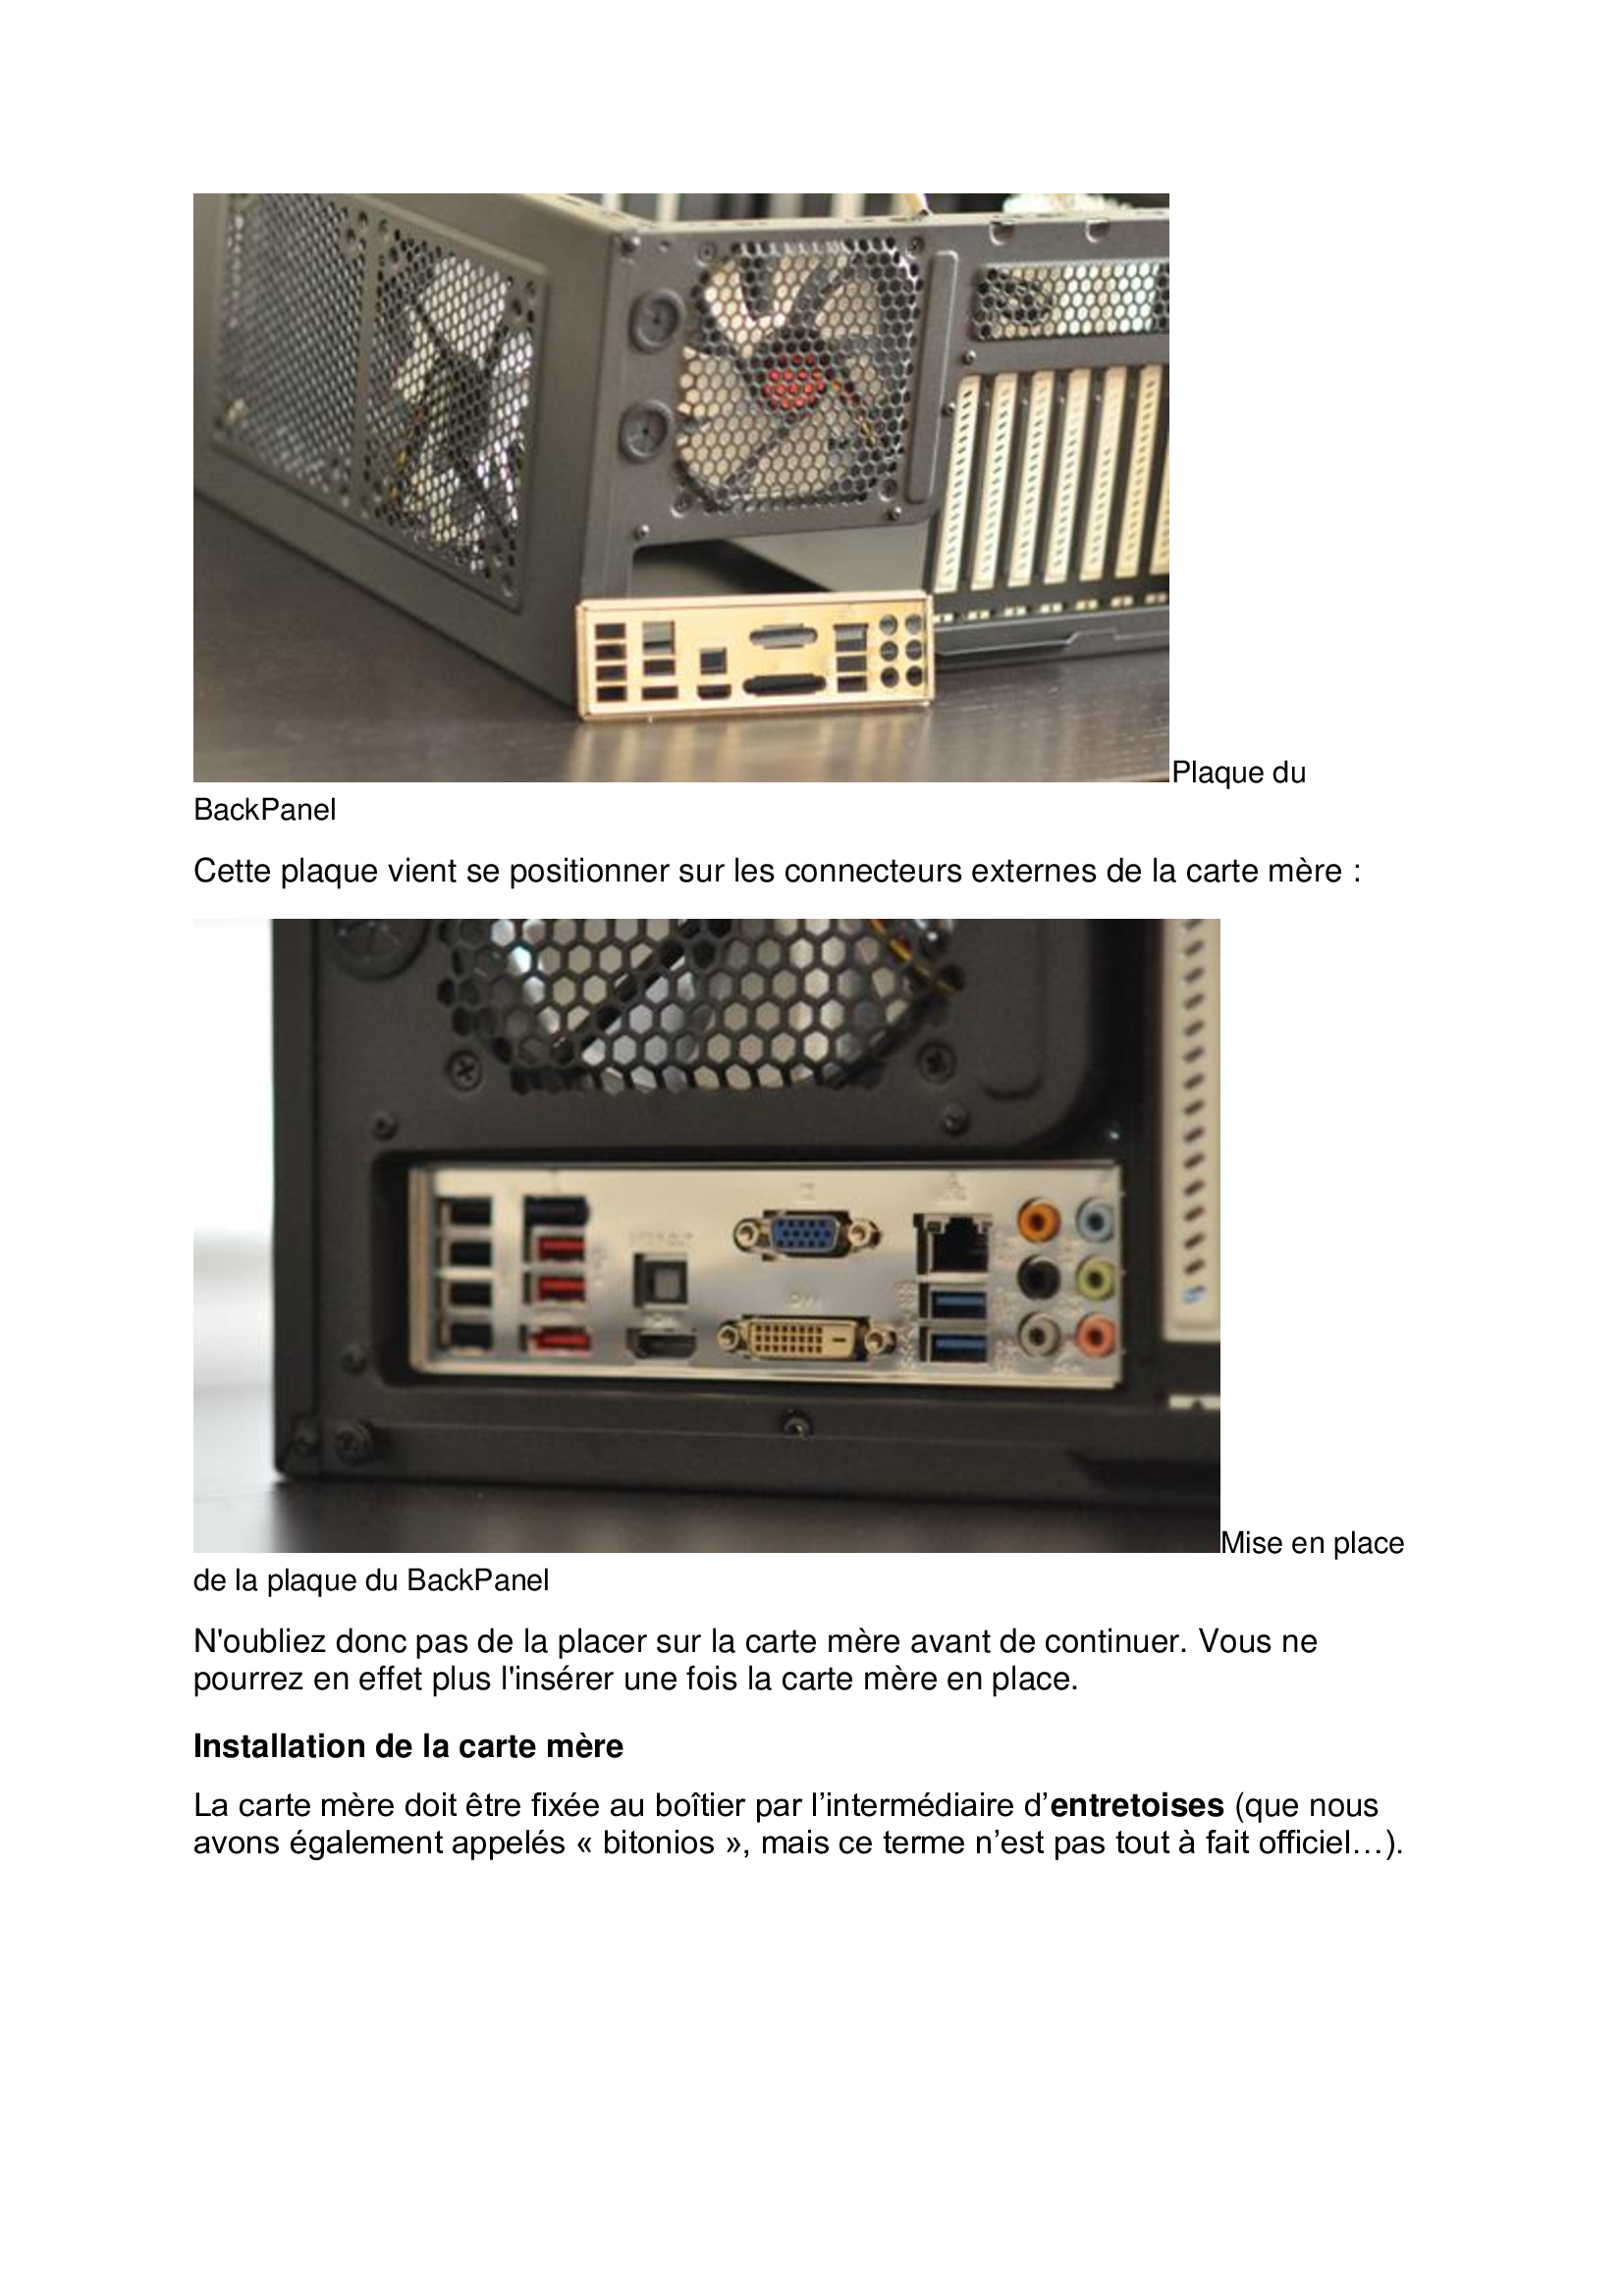 Plaque du
BackPanel
Cette plaque vient se positionner sur les connecteurs externes de la carte mère :
Mise en place
de la plaque du BackPanel
N'oubliez donc pas de la placer sur la carte mère avant de continuer. Vous ne
pourrez en effet plus l'insérer une fois la carte mère en place.
Installation de la carte mère
La carte mère doit être fixée au boîtier par l’intermédiaire d’entretoises (que nous
avons également appelés « bitonios », mais ce terme n’est pas tout à fait officiel…).